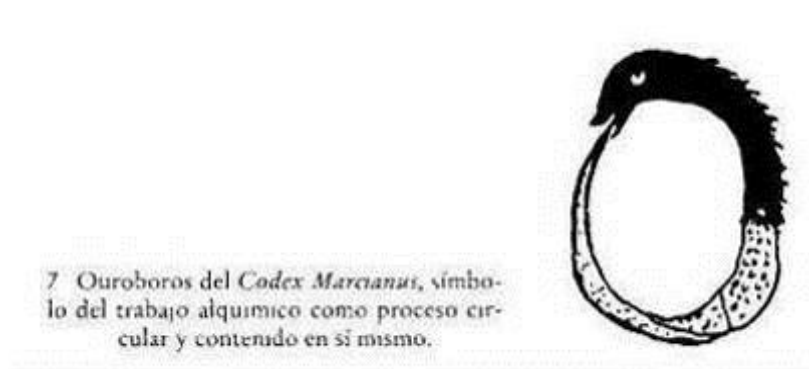 7 Ouroboros del Codex Marcianus, símbo-
lo del trabajo alquímico como proceso cir-
cular y contenido en sí mismo.